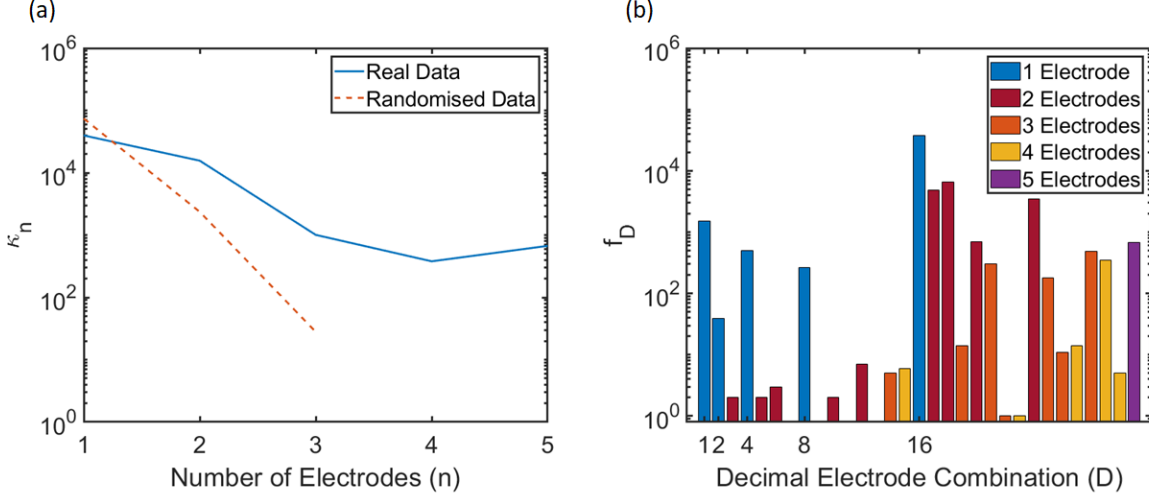 (a)
10^6
10^4
10^2
10^0
κn
1 2 3 4 5
Number of Electrodes (n)
Real Data
Randomised Data
(b)
10^6
10^4
10^2
10^0
fD
1 2 4 8 16
Decimal Electrode Combination (D)
1 Electrode
2 Electrodes
3 Electrodes
4 Electrodes
5 Electrodes